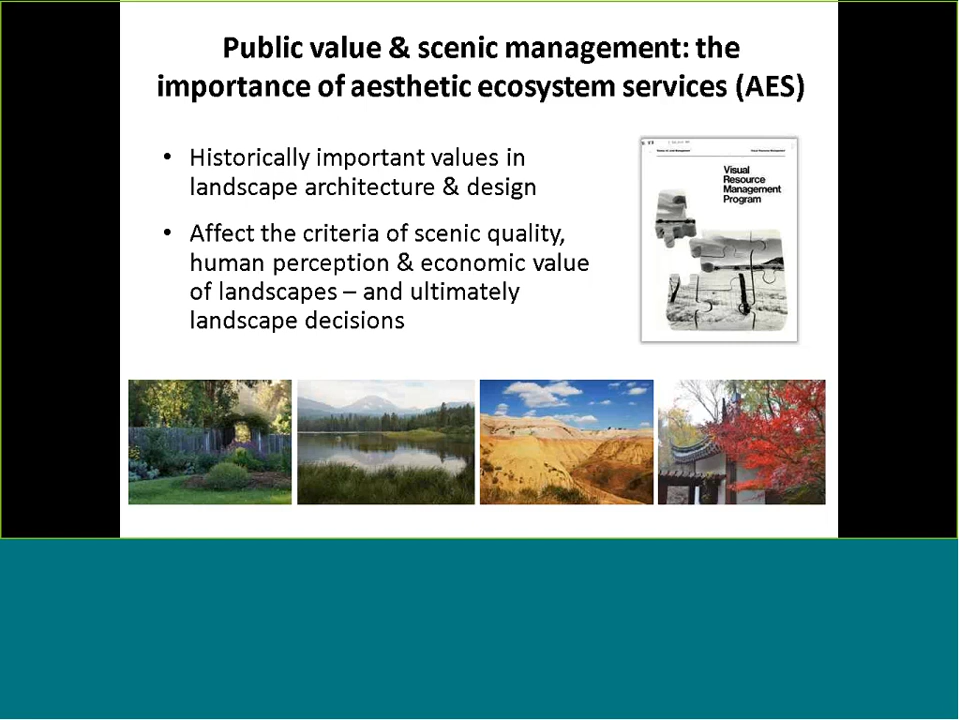 Public value & scenic management: the
importance of aesthetic ecosystem services (AES)
• Historically important values in
landscape architecture & design
• Affect the criteria of scenic quality,
human perception & economic value
of landscapes – and ultimately
landscape decisions
Visual
Resource
Management
Program